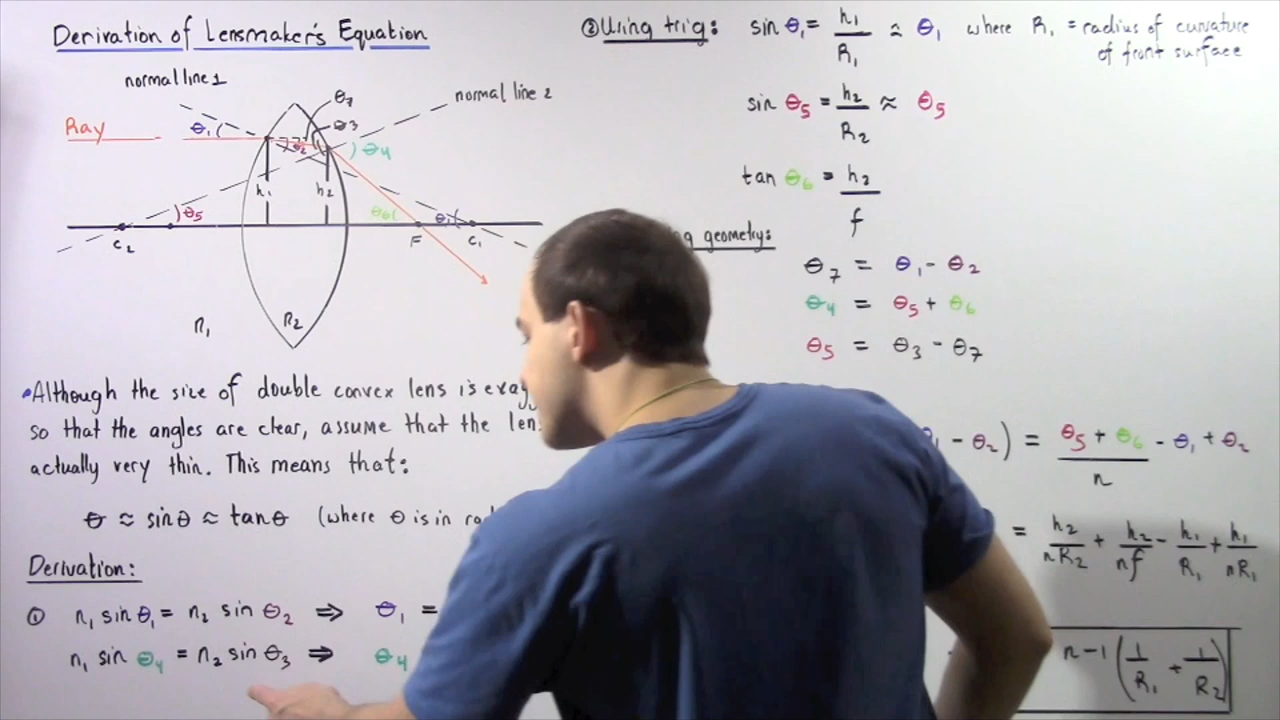 Derivation of Lensmaker's Equation
normal line 1
θ₇
normal line 2
Ray
θ₁
θ₃
θ₂
θ₄
h₁
h₂
θ₅
θ₆
θ₁
C₂
F
C₁
n₁
n₂
•Although the size of double convex lens is
so that the angles are clear, assume that the
actually very thin. This means that:
θ ≈ sinθ ≈ tanθ (where θ is in
Derivation:
① n₁ sin θ₁ = n₂ sin θ₂ ⇒ θ₁ =
n₁ sin θ₄ = n₂ sin θ₃ ⇒ θ₄
② Using trig: sin θ₁ = h₁/R₁ ≈ θ₁ where R₁ = radius of curvature
of front surface
sin θ₅ = h₂/R₂ ≈ θ₅
tan θ₆ = h₂/f
geometry:
θ₇ = θ₁ - θ₂
θ₄ = θ₅ + θ₆
θ₅ = θ₃ - θ₇
- θ₂) = (θ₅ + θ₆)/n - θ₁ + θ₂
= h₂/nR₂ + h₂/nf - h₁/R₁ + h₁/nR₁
n-1(1/R₁ + 1/R₂)